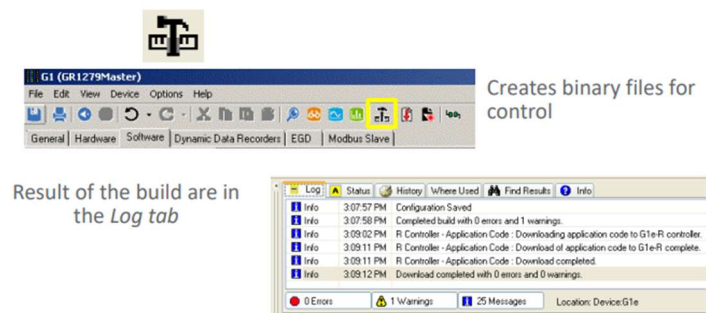 G1 (GR1279Master)
File Edit View Device Options Help
General Hardware Software Dynamic Data Recorders EGD Modbus Slave
Creates binary files for
control
Result of the build are in
the Log tab
Log Status History Where Used Find Results Info
Info 3:07:57 PM Configuration Saved
Info 3:07:58 PM Completed build with 0 errors and 1 warnings.
Info 3:09:02 PM R Controller - Application Code : Downloading application code to G1e-R controller.
Info 3:09:11 PM R Controller - Application Code : Download of application code to G1e-R complete.
Info 3:09:11 PM R Controller - Application Code : Download completed.
Info 3:09:12 PM Download completed with 0 errors and 0 warnings.
0 Errors 1 Warnings 25 Messages Location: Device:G1e